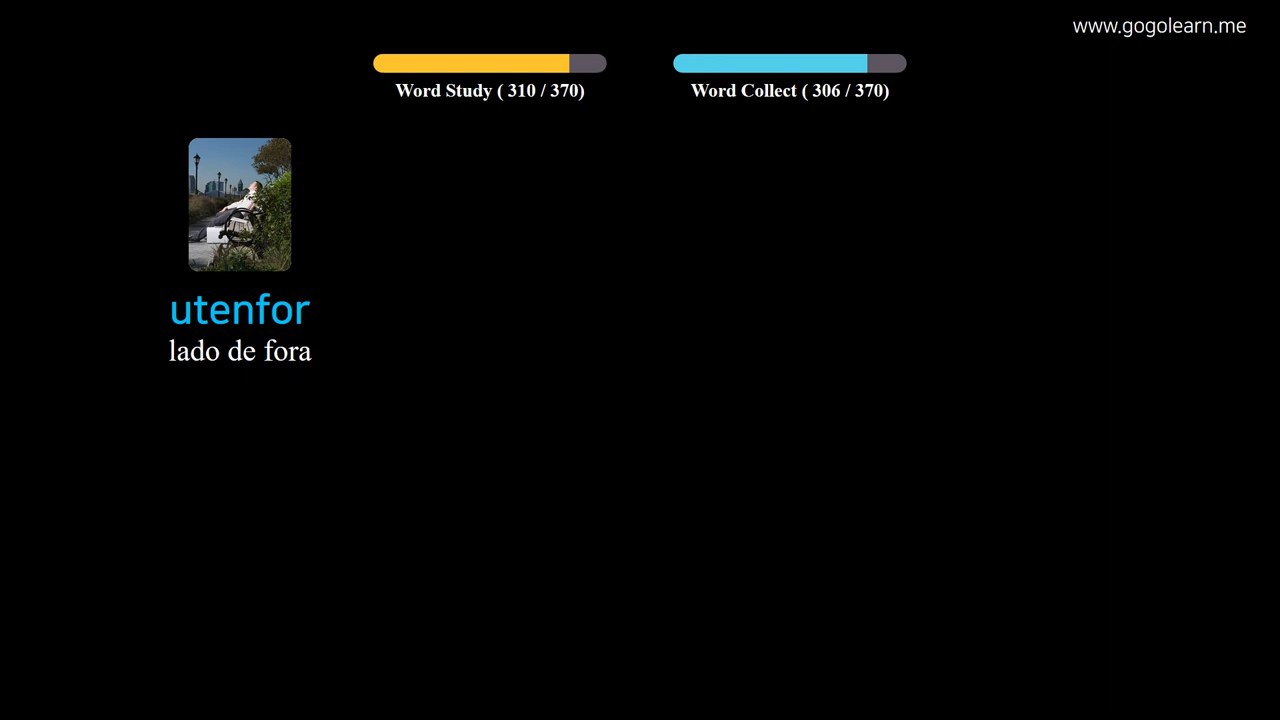 www.gogolearn.me
Word Study ( 310 / 370)
Word Collect ( 306 / 370)
utenfor
lado de fora